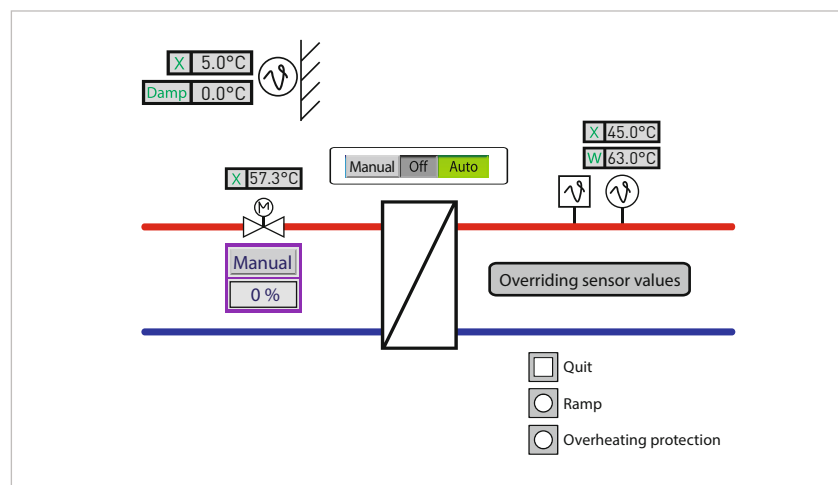 X 5.0°C
Damp 0.0°C
X 45.0°C
W 63.0°C
Manual Off Auto
X 57.3°C
M
Manual
0 %
Overriding sensor values
Quit
Ramp
Overheating protection